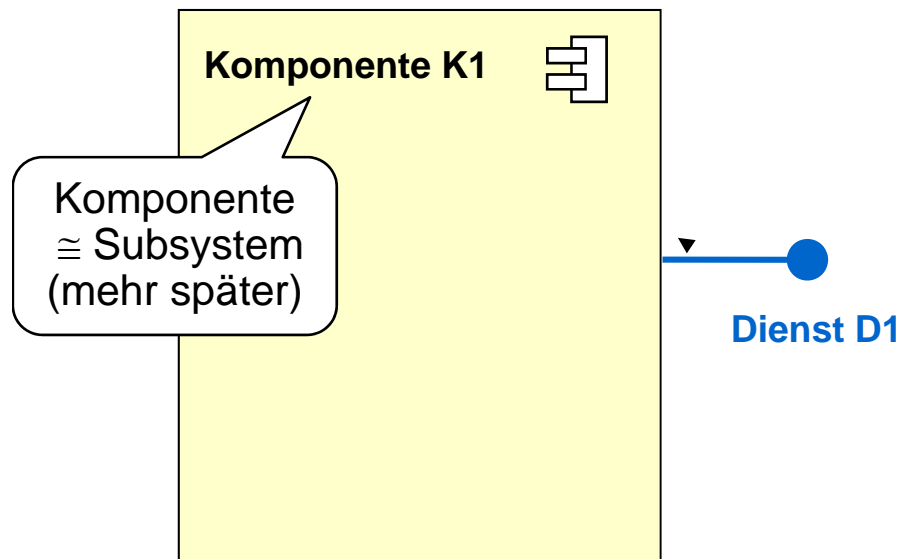 Komponente K1
Komponente
≅ Subsystem
(mehr später)
Dienst D1